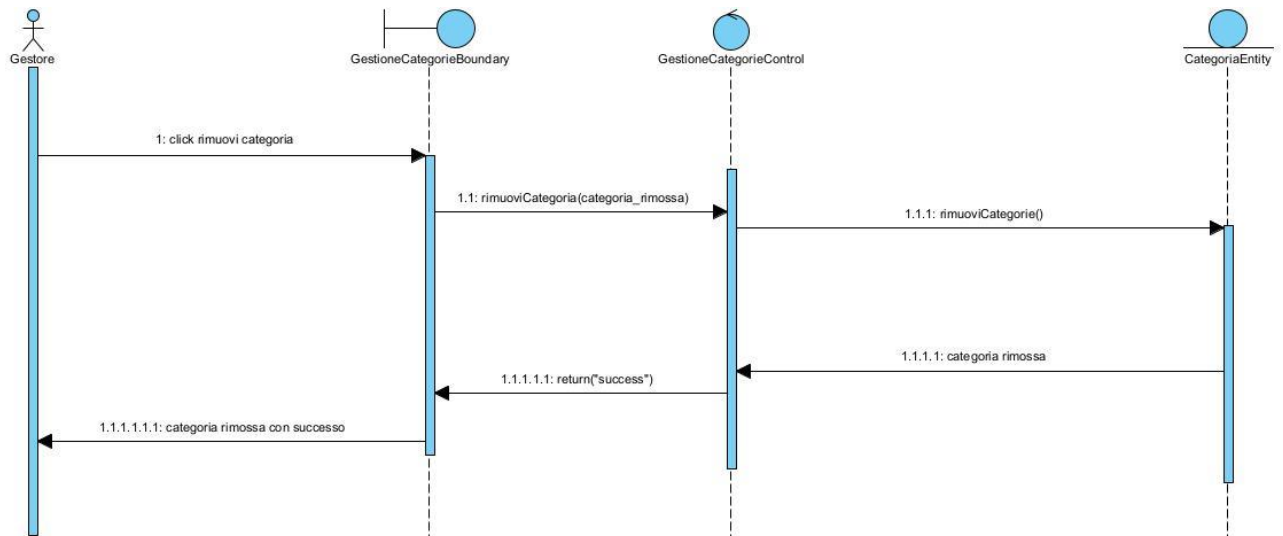 Gestore
GestioneCategorieBoundary
GestioneCategorieControl
CategoriaEntity
1: click rimuovi categoria
1.1: rimuoviCategoria(categoria_rimossa)
1.1.1: rimuoviCategorie()
1.1.1.1: categoria rimossa
1.1.1.1.1: return("success")
1.1.1.1.1.1: categoria rimossa con successo